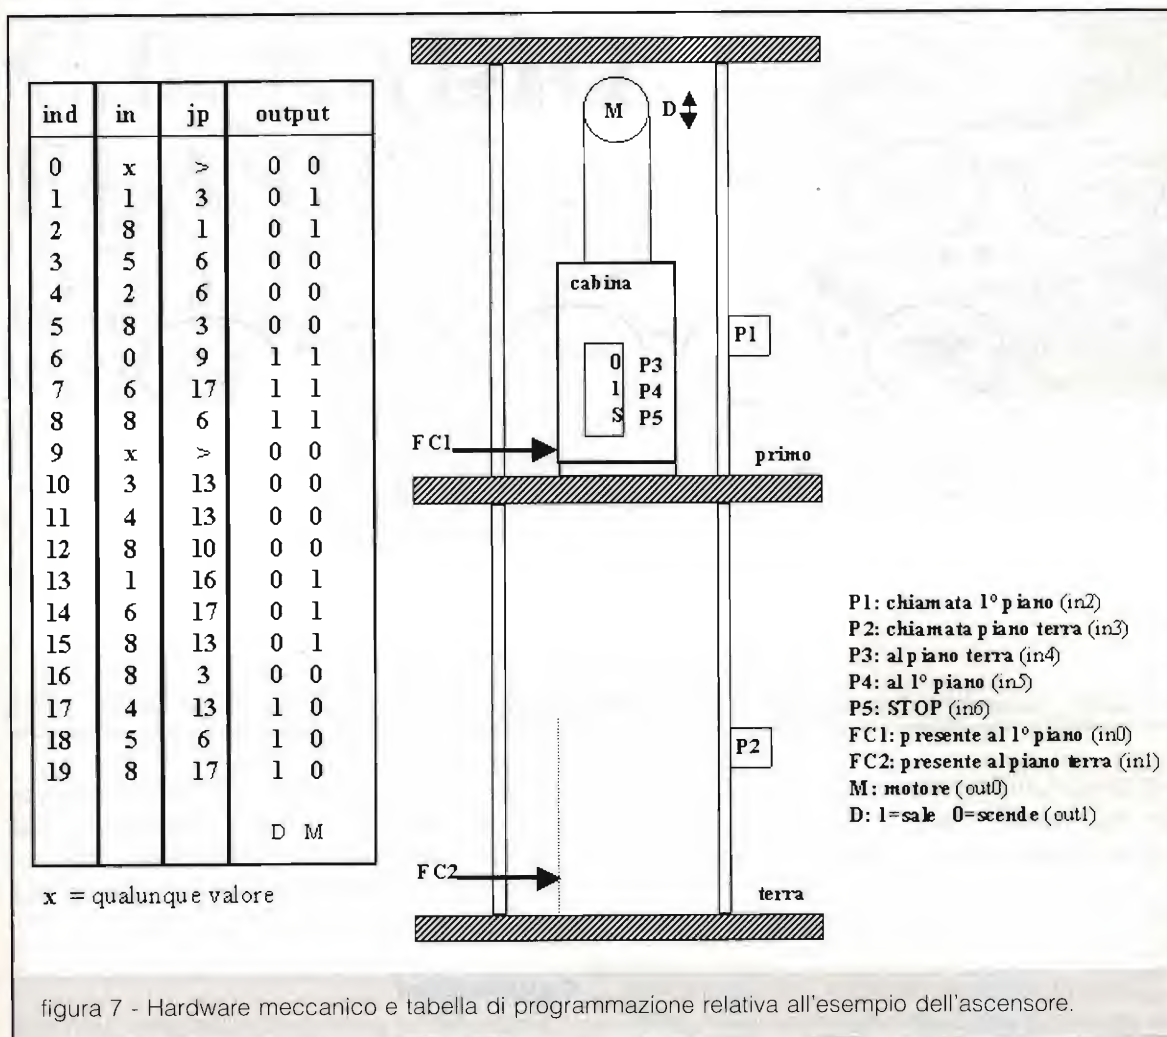 ind in jp output
0 x > 0 0
1 1 3 0 1
2 8 1 0 1
3 5 6 0 0
4 2 6 0 0
5 8 3 0 0
6 0 9 1 1
7 6 17 1 1
8 8 6 1 1
9 x > 0 0
10 3 13 0 0
11 4 13 0 0
12 8 10 0 0
13 1 16 0 1
14 6 17 0 1
15 8 13 0 1
16 8 3 0 0
17 4 13 1 0
18 5 6 1 0
19 8 17 1 0
D M
x = qualunque valore
M D
cabina
P1
0 P3
1 P4
S P5
FC1
primo
P2
FC2
terra
P1: chiamata 1° piano (in2)
P2: chiamata piano terra (in3)
P3: al piano terra (in4)
P4: al 1° piano (in5)
P5: STOP (in6)
FC1: presente al 1° piano (in0)
FC2: presente al piano terra (in1)
M: motore (out0)
D: 1=sale 0=scende (out1)
figura 7 - Hardware meccanico e tabella di programmazione relativa all'esempio dell'ascensore.